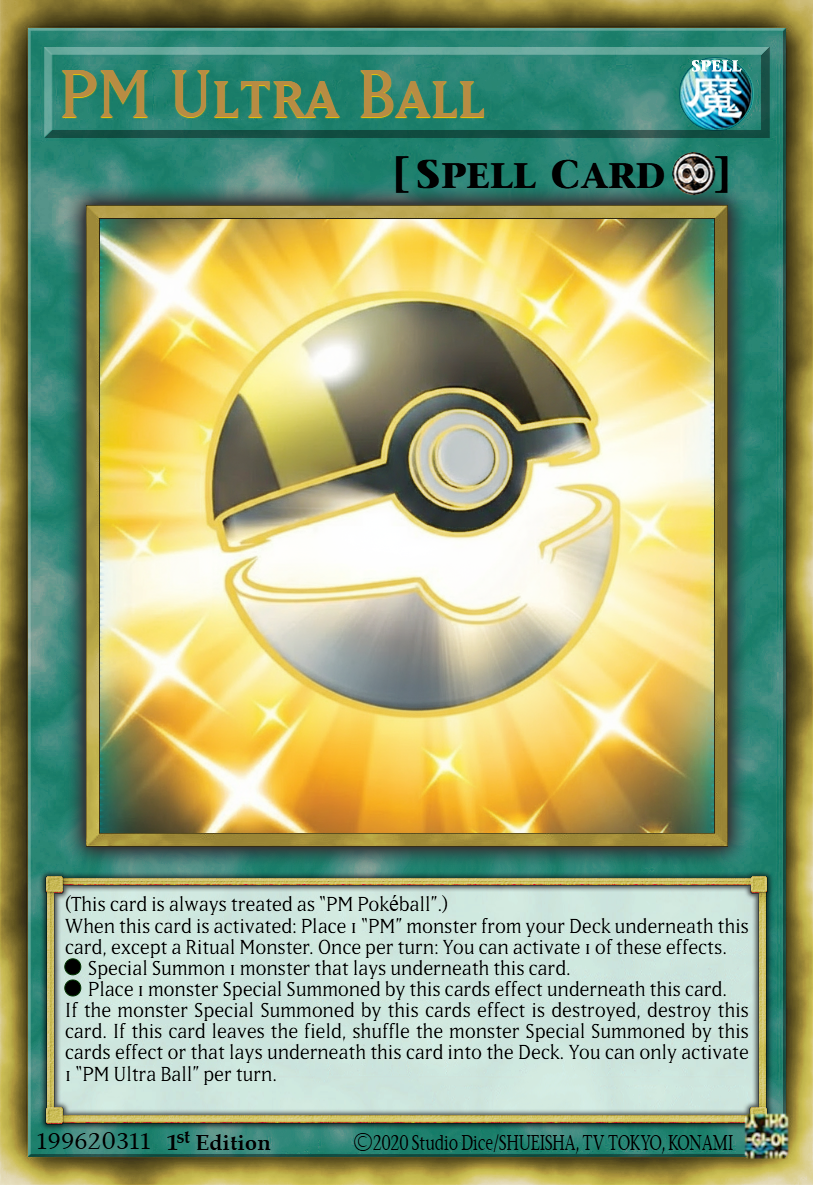 PM Ultra Ball
SPELL
魔
[Spell Card]
(This card is always treated as “PM Pokéball”.)
When this card is activated: Place 1 “PM” monster from your Deck underneath this
card, except a Ritual Monster. Once per turn: You can activate 1 of these effects.
● Special Summon 1 monster that lays underneath this card.
● Place 1 monster Special Summoned by this cards effect underneath this card.
If the monster Special Summoned by this cards effect is destroyed, destroy this
card. If this card leaves the field, shuffle the monster Special Summoned by this
cards effect or that lays underneath this card into the Deck. You can only activate
1 “PM Ultra Ball” per turn.
199620311 1st Edition ©2020 Studio Dice/SHUEISHA, TV TOKYO, KONAMI